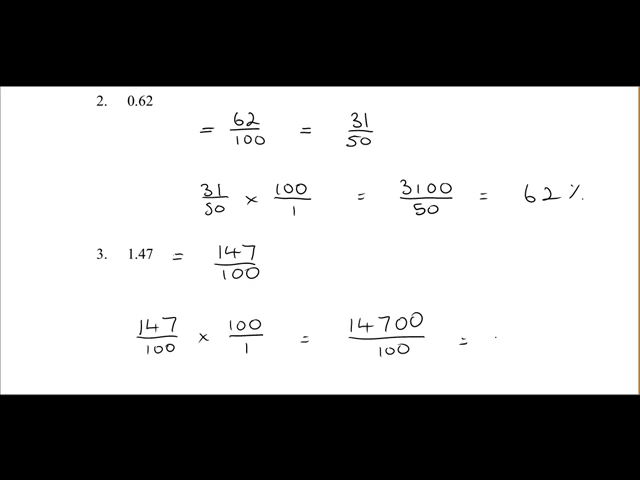 2. 0.62
= 62/100 = 31/50
31/50 × 100/1 = 3100/50 = 62%
3. 1.47 = 147/100
147/100 × 100/1 = 14700/100 =